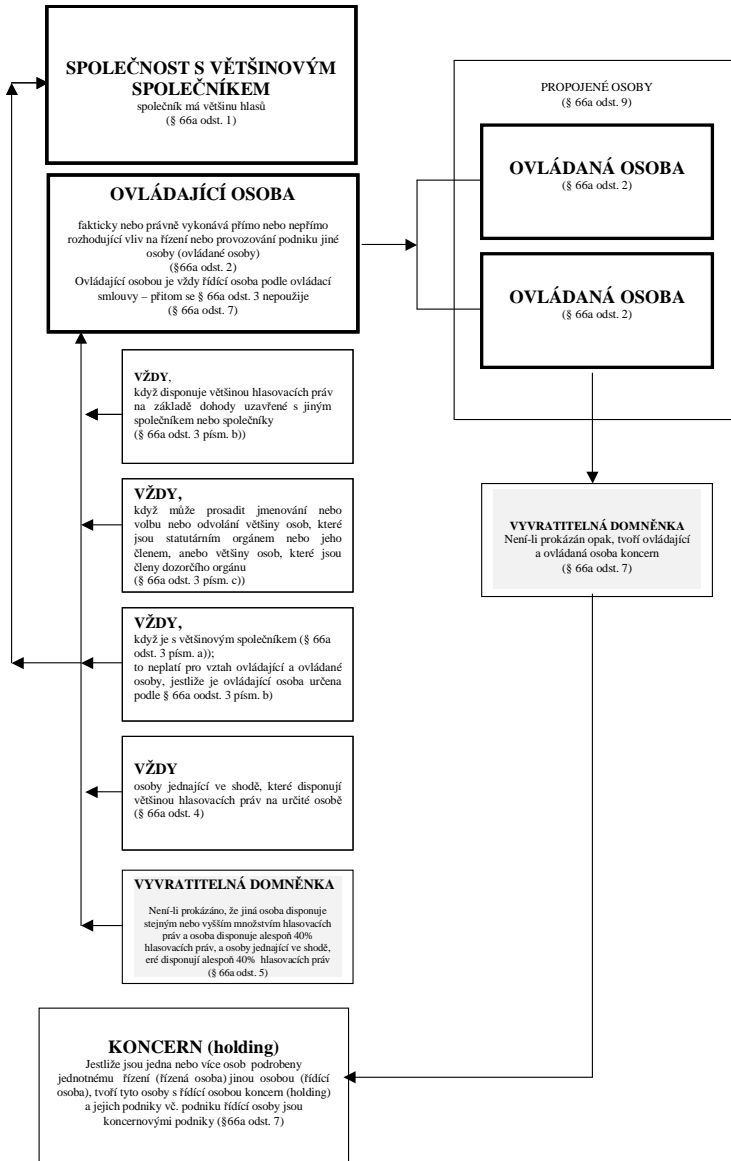 SPOLEČNOST S VĚTŠINOVÝM
SPOLEČNÍKEM
společník má většinu hlasů
(§ 66a odst. 1)
OVLÁDAJÍCÍ OSOBA
fakticky nebo právně vykonává přímo nebo nepřímo
rozhodující vliv na řízení nebo provozování podniku jiné
osoby (ovládané osoby)
(§66a odst. 2)
Ovládající osobou je vždy řídící osoba podle ovládací
smlouvy – přitom se § 66a odst. 3 nepoužije
(§ 66a odst. 7)
PROPOJENÉ OSOBY
(§ 66a odst. 9)
OVLÁDANÁ OSOBA
(§ 66a odst. 2)
OVLÁDANÁ OSOBA
(§ 66a odst. 2)
VŽDY,
když disponuje většinou hlasovacích práv
na základě dohody uzavřené s jiným
společníkem nebo společníky
(§ 66a odst. 3 písm. b))
VŽDY,
když může prosadit jmenování nebo
volbu nebo odvolání většiny osob, které
jsou statutárním orgánem nebo jeho
členem, anebo většiny osob, které jsou
členy dozorčího orgánu
(§ 66a odst. 3 písm. c))
VŽDY,
když je s většinovým společníkem (§ 66a
odst. 3 písm. a));
to neplatí pro vztah ovládající a ovládané
osoby, jestliže je ovládající osoba určena
podle § 66a oodst. 3 písm. b)
VŽDY
osoby jednající ve shodě, které disponují
většinou hlasovacích práv na určité osobě
(§ 66a odst. 4)
VYVRATITELNÁ DOMNĚNKA
Není-li prokázáno, že jiná osoba disponuje
stejným nebo vyšším množstvím hlasovacích
práv a osoba disponuje alespoň 40%
hlasovacích práv, a osoby jednající ve shodě,
eré disponují alespoň 40% hlasovacích práv
(§ 66a odst. 5)
VYVRATITELNÁ DOMNĚNKA
Není-li prokázán opak, tvoří ovládající
a ovládaná osoba koncern
(§ 66a odst. 7)
KONCERN (holding)
Jestliže jsou jedna nebo více osob podrobeny
jednotnému řízení (řízená osoba) jinou osobou (řídící
osoba), tvoří tyto osoby s řídící osobou koncern (holding)
a jejich podniky vč. podniku řídící osoby jsou
koncernovými podniky (§66a odst. 7)